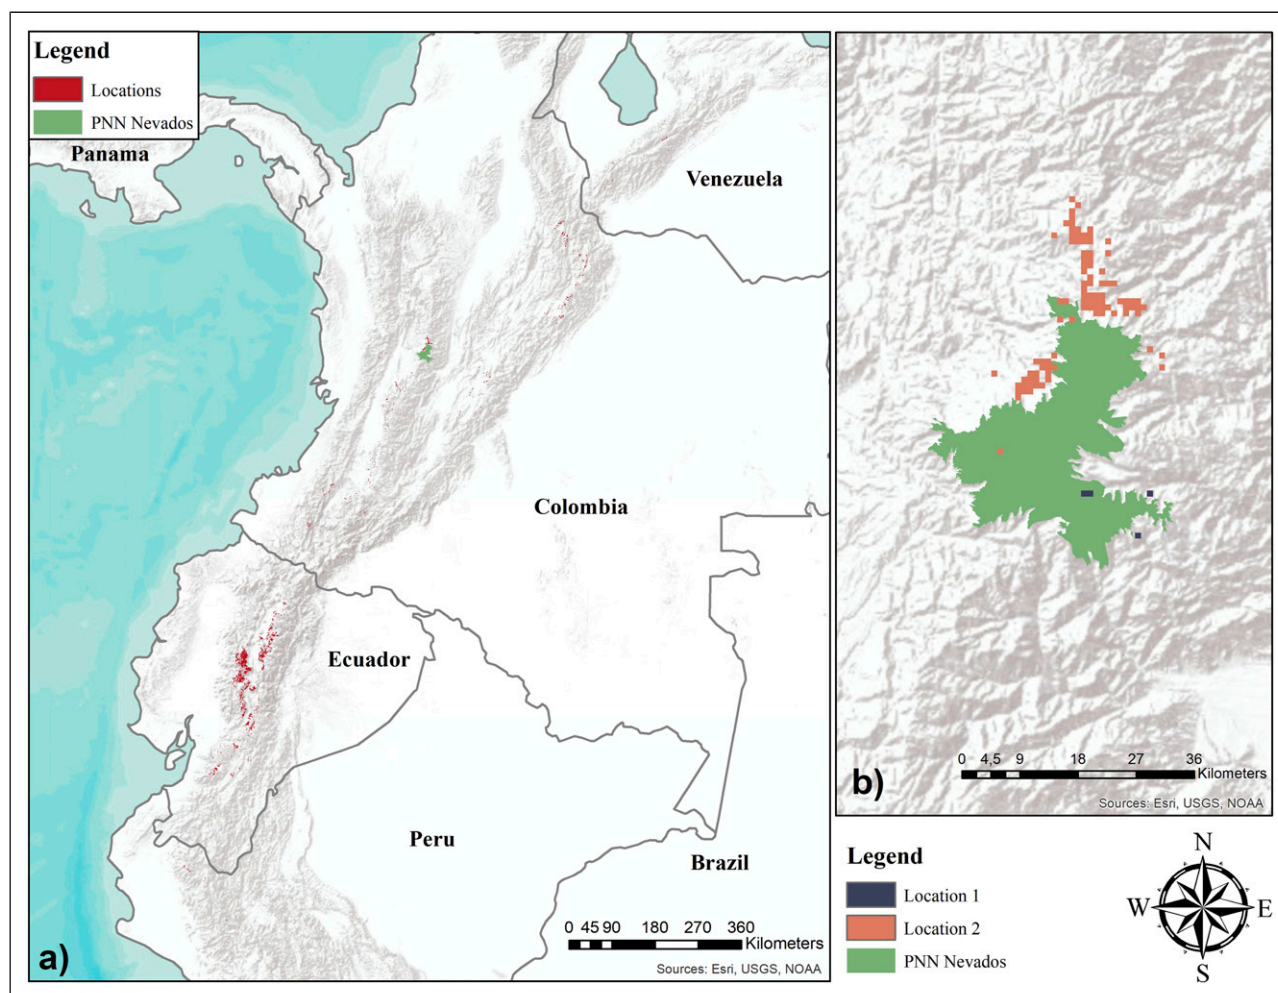 Legend
Locations
PNN Nevados
Panama
Venezuela
Colombia
Ecuador
Peru
Brazil
0 45 90 180 270 360
Kilometers
Sources: Esri, USGS, NOAA
a)
0 4,5 9 18 27 36
Kilometers
b)
Sources: Esri, USGS, NOAA
Legend
Location 1
Location 2
PNN Nevados
N
W E
S